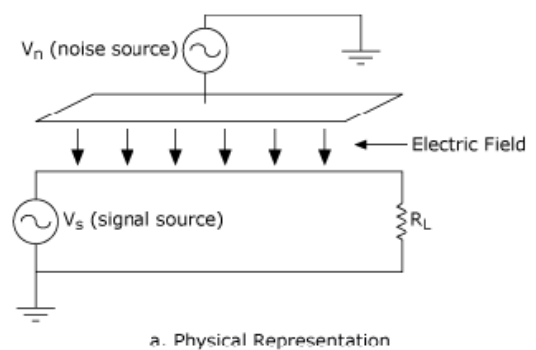 Vn (noise source)
Electric Field
Vs (signal source)
RL
a. Physical Representation